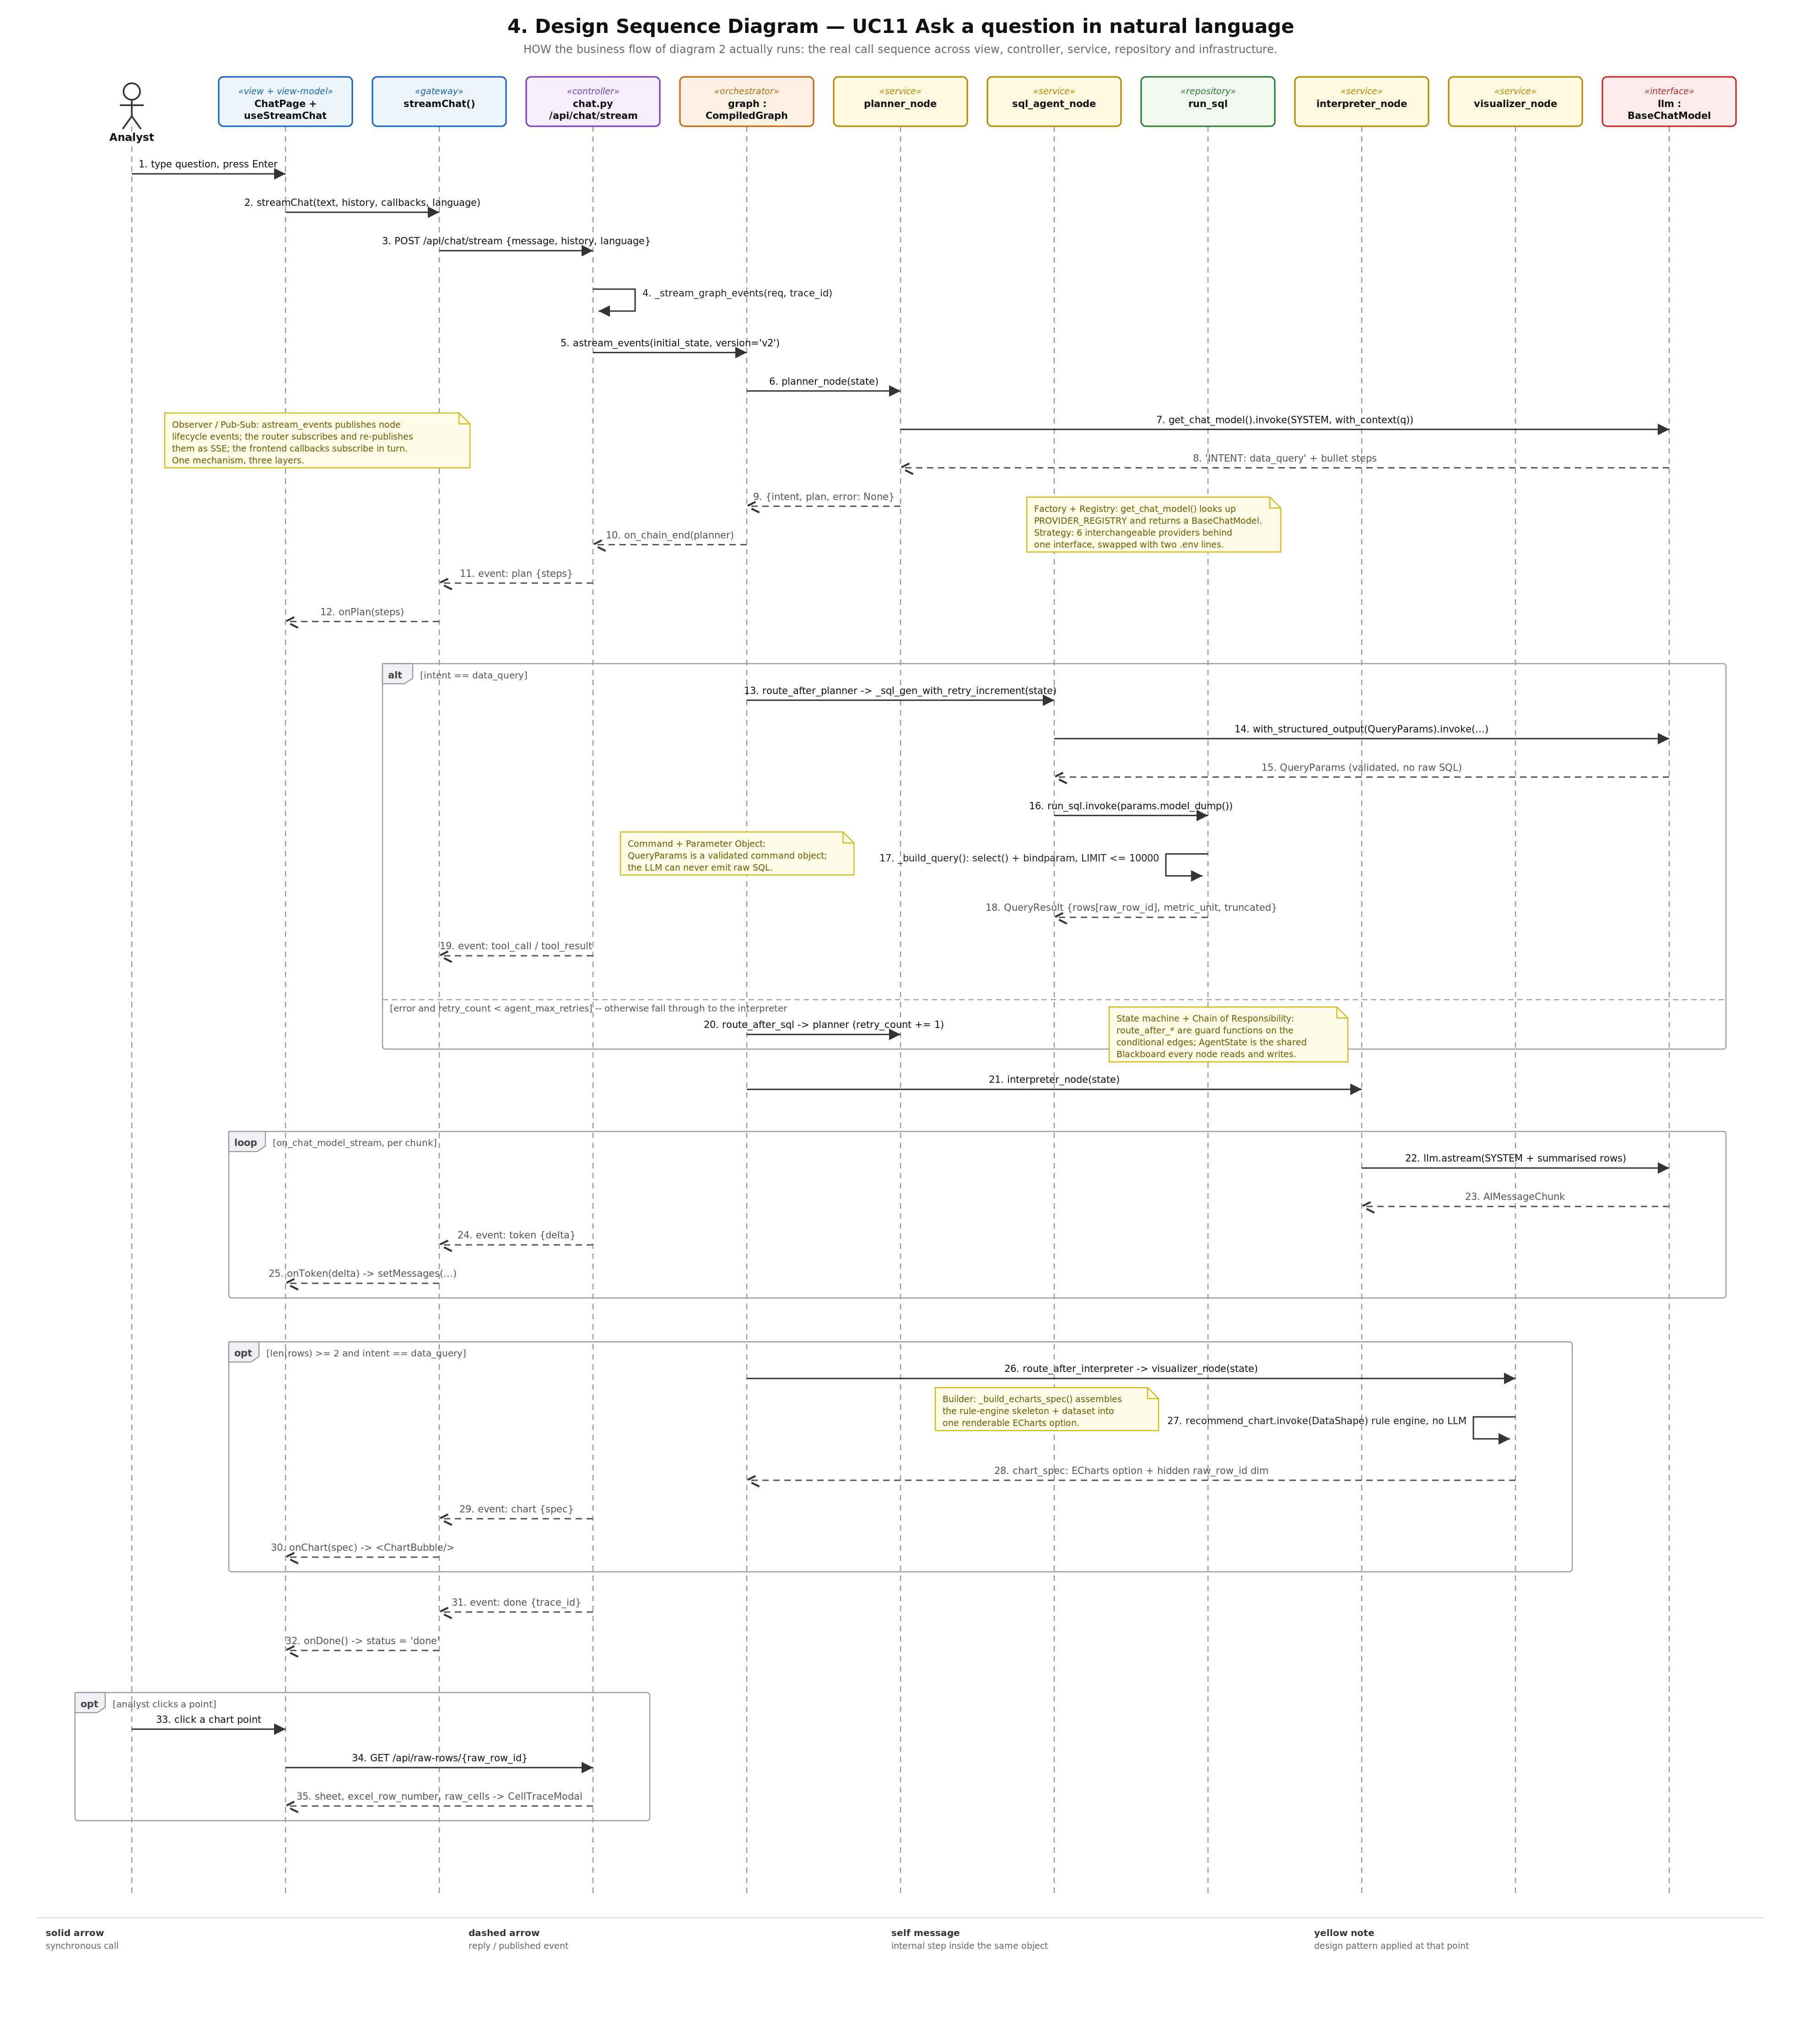 4. Design Sequence Diagram — UC11 Ask a question in natural language
HOW the business flow of diagram 2 actually runs: the real call sequence across view, controller, service, repository and infrastructure.
Analyst
«view + view-model»
ChatPage +
useStreamChat
«gateway»
streamChat()
«controller»
chat.py
/api/chat/stream
«orchestrator»
graph :
CompiledGraph
«service»
planner_node
«service»
sql_agent_node
«repository»
run_sql
«service»
interpreter_node
«service»
visualizer_node
«interface»
llm :
BaseChatModel
1. type question, press Enter
2. streamChat(text, history, callbacks, language)
3. POST /api/chat/stream {message, history, language}
4. _stream_graph_events(req, trace_id)
5. astream_events(initial_state, version='v2')
6. planner_node(state)
Observer / Pub-Sub: astream_events publishes node
lifecycle events; the router subscribes and re-publishes
them as SSE; the frontend callbacks subscribe in turn.
One mechanism, three layers.
7. get_chat_model().invoke(SYSTEM, with_context(q))
8. 'INTENT: data_query' + bullet steps
9. {intent, plan, error: None}
Factory + Registry: get_chat_model() looks up
PROVIDER_REGISTRY and returns a BaseChatModel.
Strategy: 6 interchangeable providers behind
one interface, swapped with two .env lines.
10. on_chain_end(planner)
11. event: plan {steps}
12. onPlan(steps)
alt
[intent == data_query]
13. route_after_planner -> _sql_gen_with_retry_increment(state)
14. with_structured_output(QueryParams).invoke(...)
15. QueryParams (validated, no raw SQL)
16. run_sql.invoke(params.model_dump())
Command + Parameter Object:
QueryParams is a validated command object;
the LLM can never emit raw SQL.
17. _build_query(): select() + bindparam, LIMIT <= 10000
18. QueryResult {rows[raw_row_id], metric_unit, truncated}
19. event: tool_call / tool_result
[error and retry_count < agent_max_retries] -- otherwise fall through to the interpreter
20. route_after_sql -> planner (retry_count += 1)
State machine + Chain of Responsibility:
route_after_* are guard functions on the
conditional edges; AgentState is the shared
Blackboard every node reads and writes.
21. interpreter_node(state)
loop
[on_chat_model_stream, per chunk]
22. llm.astream(SYSTEM + summarised rows)
23. AIMessageChunk
24. event: token {delta}
25. onToken(delta) -> setMessages(...)
opt
[len(rows) >= 2 and intent == data_query]
26. route_after_interpreter -> visualizer_node(state)
Builder: _build_echarts_spec() assembles
the rule-engine skeleton + dataset into
one renderable ECharts option.
27. recommend_chart.invoke(DataShape) rule engine, no LLM
28. chart_spec: ECharts option + hidden raw_row_id dim
29. event: chart {spec}
30. onChart(spec) -> <ChartBubble/>
31. event: done {trace_id}
32. onDone() -> status = 'done'
opt
[analyst clicks a point]
33. click a chart point
34. GET /api/raw-rows/{raw_row_id}
35. sheet, excel_row_number, raw_cells -> CellTraceModal
solid arrow
synchronous call
dashed arrow
reply / published event
self message
internal step inside the same object
yellow note
design pattern applied at that point